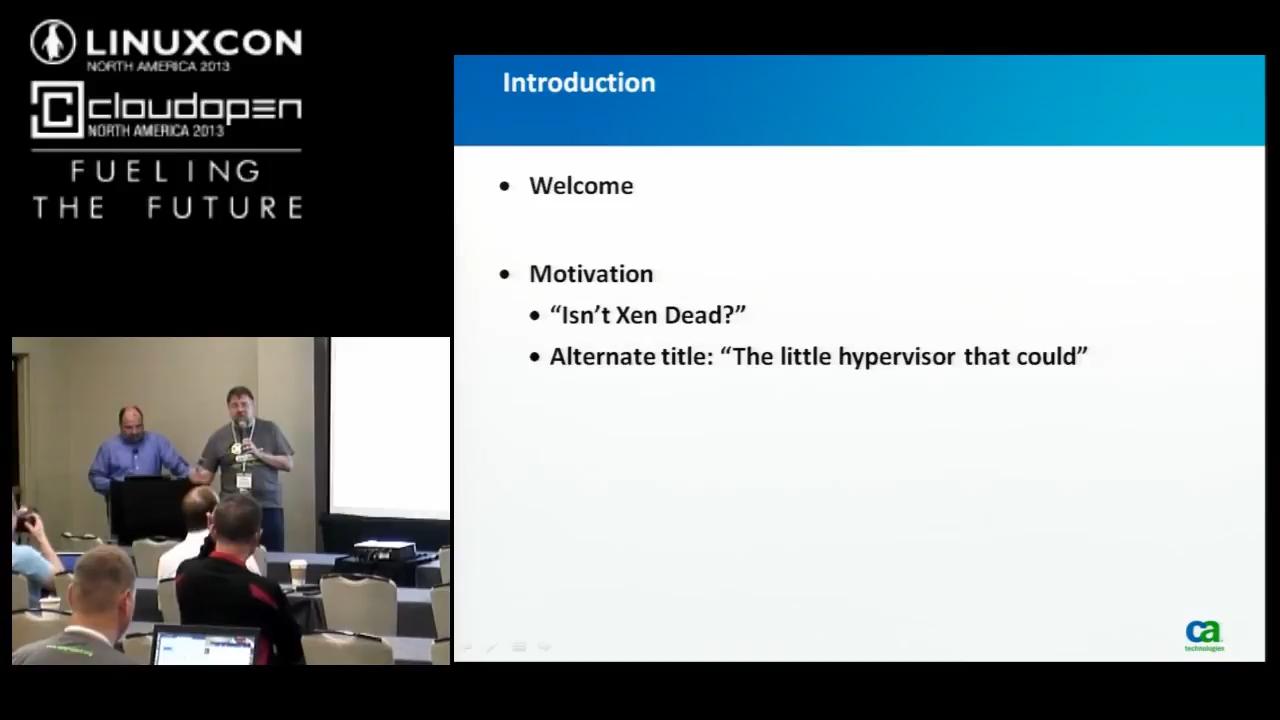 LINUXCON
NORTH AMERICA 2013
cloudopen
NORTH AMERICA 2013
FUELING
THE FUTURE
Introduction
• Welcome
• Motivation
• “Isn’t Xen Dead?”
• Alternate title: “The little hypervisor that could”
ca
technologies